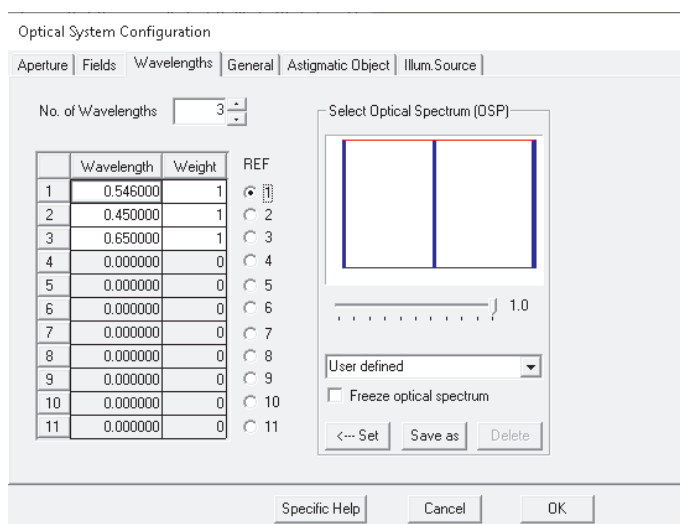 Optical System Configuration
Aperture Fields Wavelengths General Astigmatic Object Illum.Source
No. of Wavelengths 3
Select Optical Spectrum (OSP)
Wavelength Weight REF
1 0.546000 1 1
2 0.450000 1 2
3 0.650000 1 3
4 0.000000 0 4
5 0.000000 0 5
6 0.000000 0 6
7 0.000000 0 7
8 0.000000 0 8
9 0.000000 0 9
10 0.000000 0 10
11 0.000000 0 11
1.0
User defined
Freeze optical spectrum
<--- Set Save as Delete
Specific Help Cancel OK